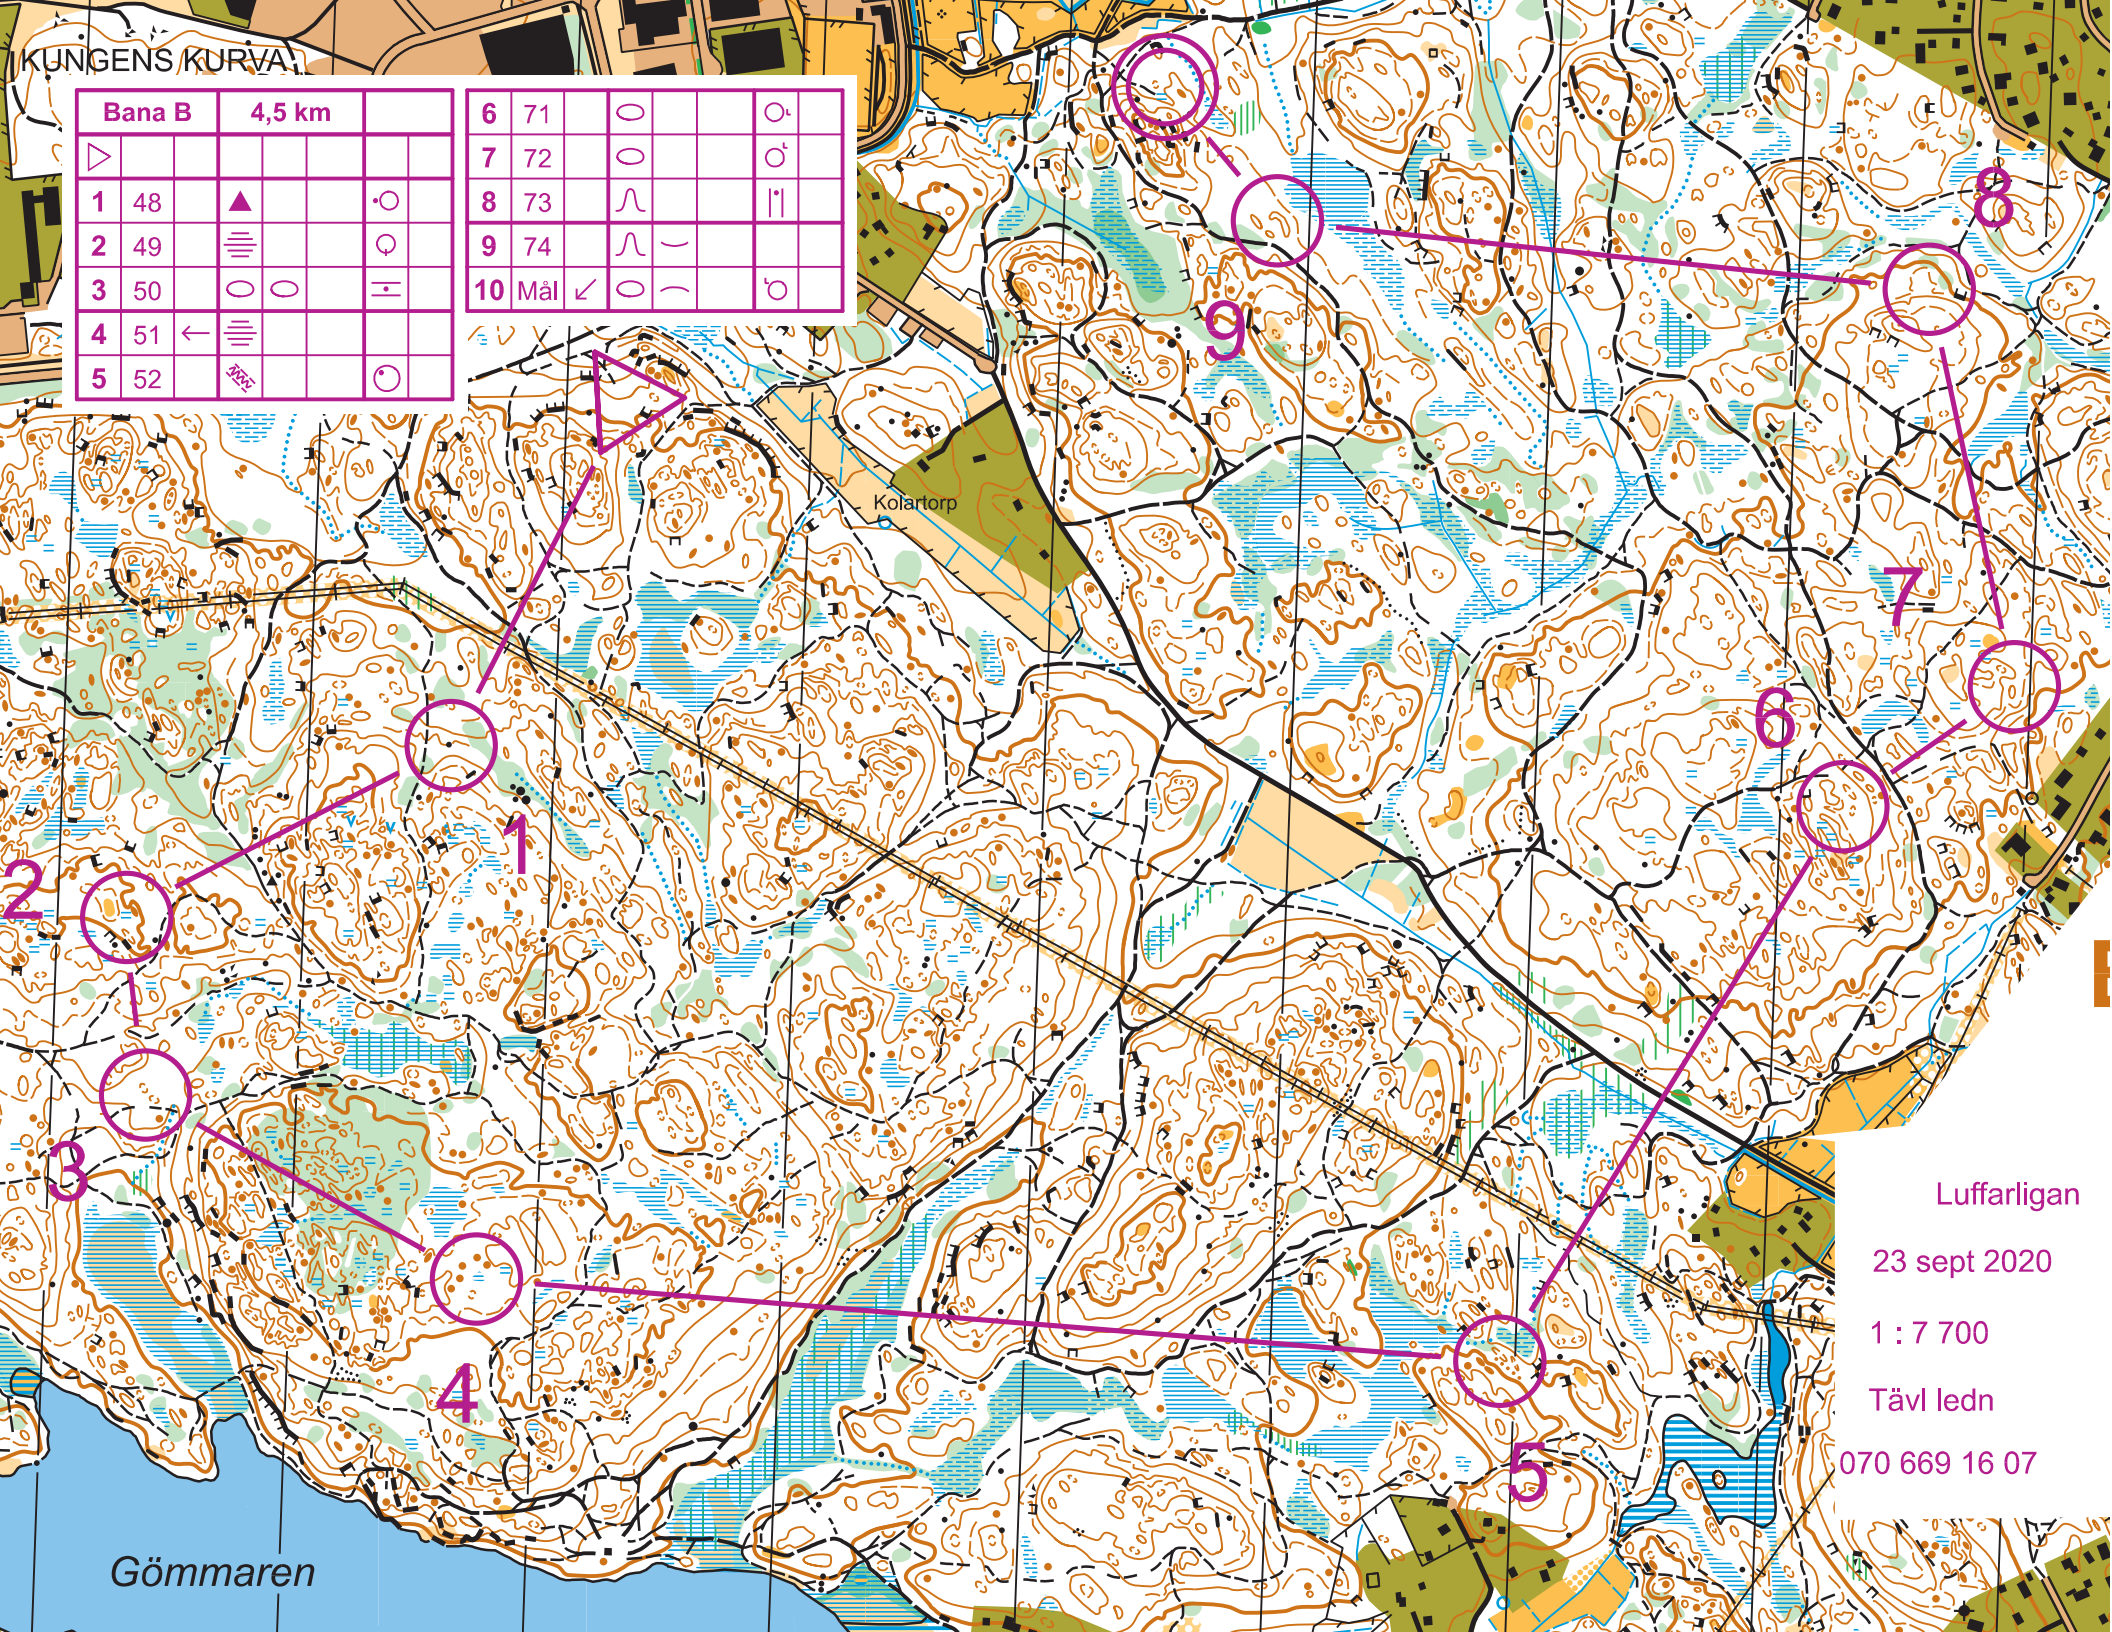 KUNGENS KURVA
Bana B 4,5 km
1 48
2 49
3 50
4 51
5 52
6 71
7 72
8 73
9 74
10 Mål
8
9
Kolartorp
7
6
1
2
3
4
5
Luffarligan
23 sept 2020
1 : 7 700
Tävl ledn
070 669 16 07
Gömmaren